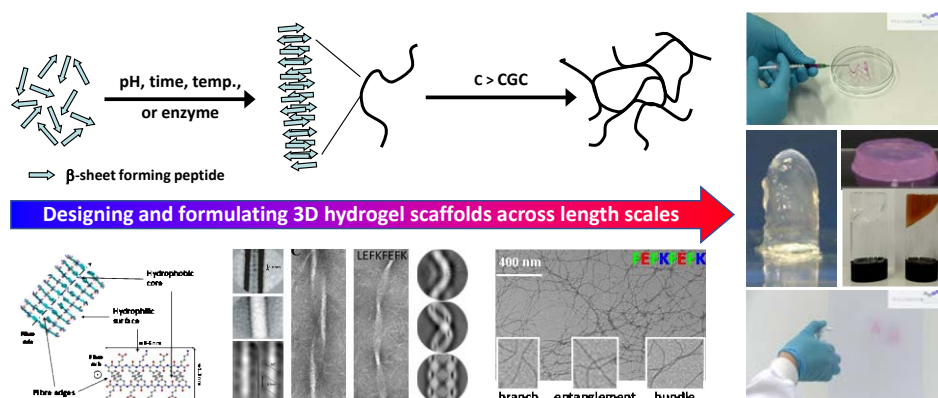 pH, time, temp.,
or enzyme
c > CGC
β-sheet forming peptide
Designing and formulating 3D hydrogel scaffolds across length scales
Hydrophobic
core
Hydrophilic
surface
Fibre edges
LEFKFEFK
400 nm
FEFKFEFK
branch entanglement bundle